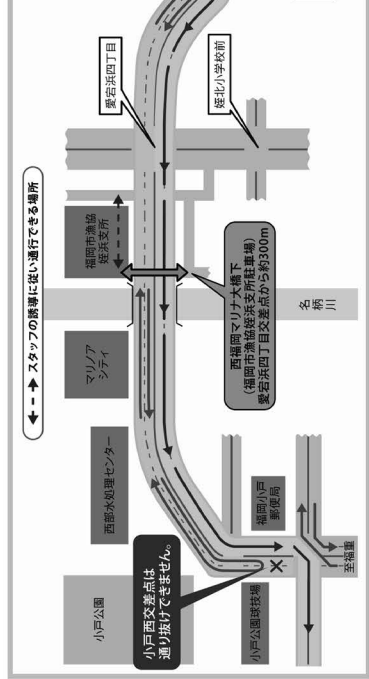 スタッフの誘導に従い通行できる場所
愛宕浜四丁目
姪北小学校前
福岡市漁協
姪浜支所
西福岡マリナ大橋下
（福岡市漁協姪浜支所駐車場）
愛宕浜四丁目交差点から約300m
名柄川
マリノア
シティ
西部水処理センター
福岡小戸
郵便局
小戸公園
小戸西交差点は
通り抜けできません。
小戸公園球技場
至福重